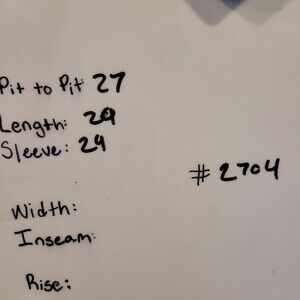 Pit to Pit: 27
Length: 29
Sleeve: 24
# 2704
Width:
Inseam:
Rise: